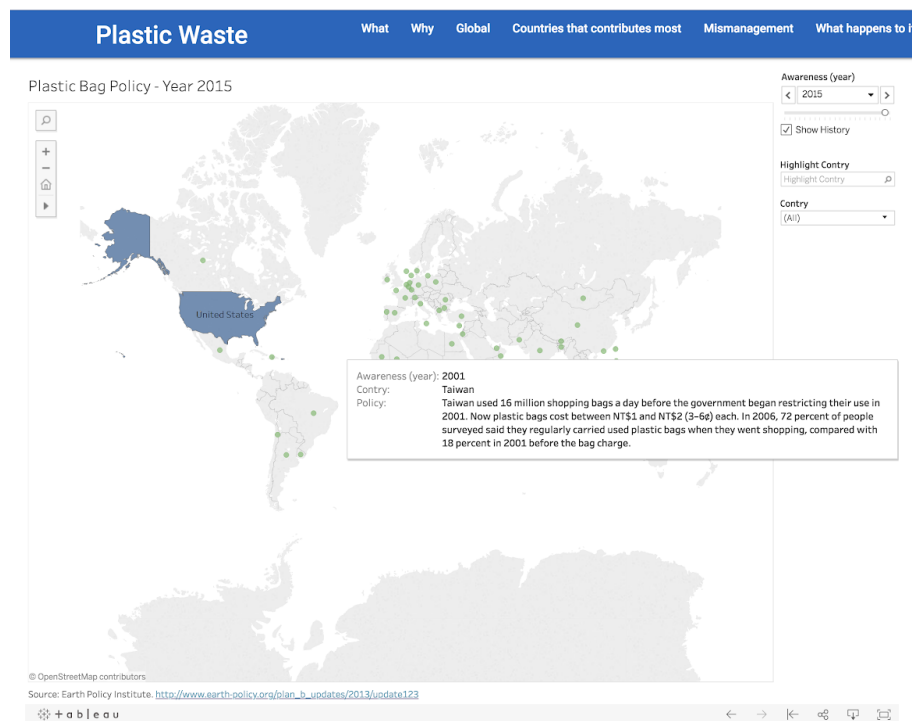 Plastic Waste
What Why Global Countries that contributes most Mismanagement What happens to i
Plastic Bag Policy - Year 2015
Awareness (year)
2015
Show History
Highlight Contry
Highlight Contry
Contry
(All)
United States
Awareness (year): 2001
Contry: Taiwan
Policy: Taiwan used 16 million shopping bags a day before the government began restricting their use in
2001. Now plastic bags cost between NT$1 and NT$2 (3–6¢) each. In 2006, 72 percent of people
surveyed said they regularly carried used plastic bags when they went shopping, compared with
18 percent in 2001 before the bag charge.
© OpenStreetMap contributors
Source: Earth Policy Institute. http://www.earth-policy.org/plan_b_updates/2013/update123
+ a b | e a u